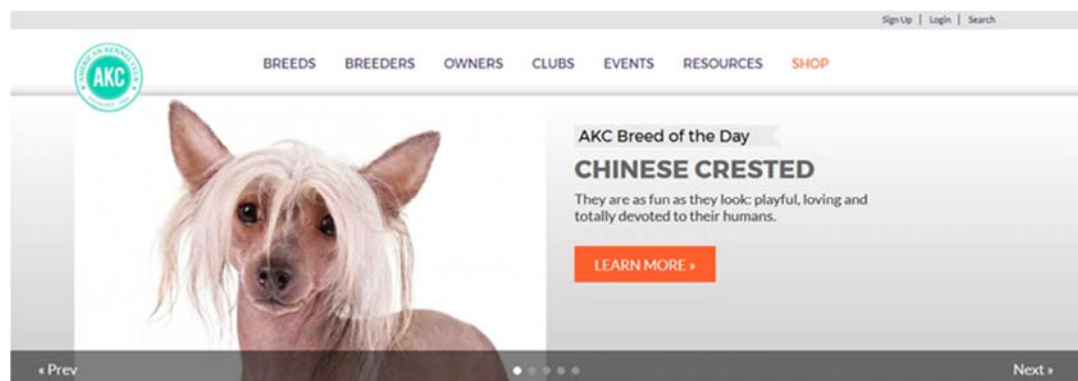 Sign Up | Login | Search
AKC
BREEDS BREEDERS OWNERS CLUBS EVENTS RESOURCES SHOP
AKC Breed of the Day
CHINESE CRESTED
They are as fun as they look: playful, loving and
totally devoted to their humans.
LEARN MORE »
« Prev
Next »